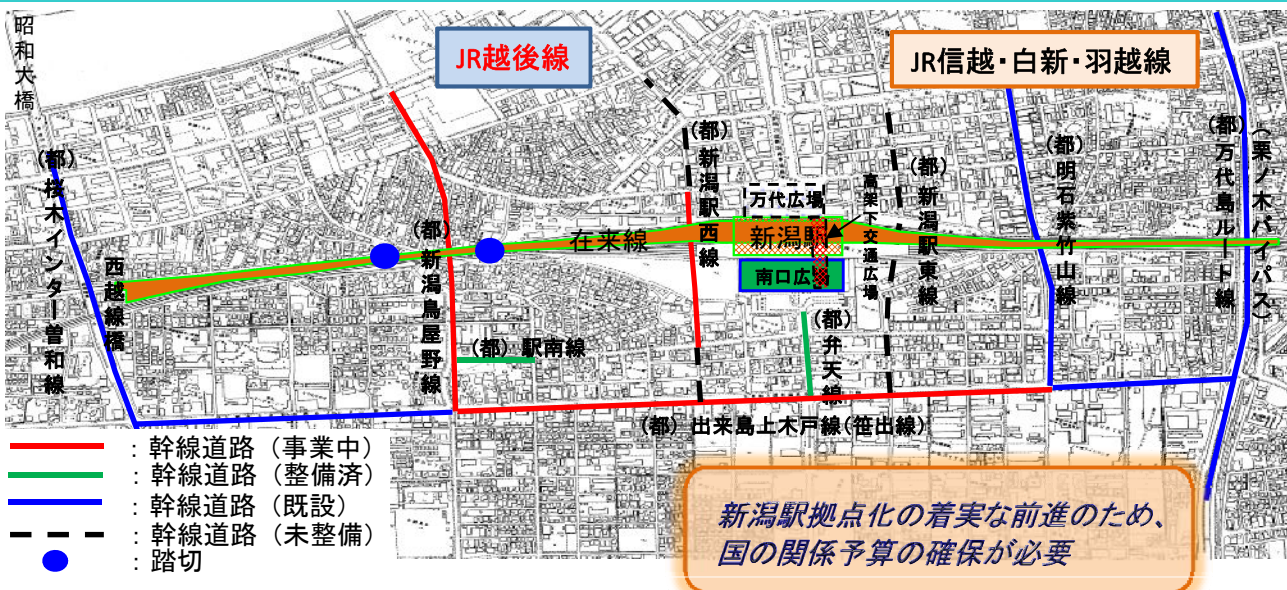 昭和大橋
JR越後線
JR信越・白新・羽越線
(都)桜木インター曽和線
西越線橋
(都)新潟鳥屋野線
在来線
(都)新潟駅西線
万代広場
新潟駅
南口広場
高架下交通広場
(都)新潟駅東線
(都)明石紫竹山線
(都)万代島ルート線
(栗ノ木バイパス)
(都)駅南線
(都)弁天線
(都)出来島上木戸線(笹出線)
:幹線道路(事業中)
:幹線道路(整備済)
:幹線道路(既設)
:幹線道路(未整備)
:踏切
新潟駅拠点化の着実な前進のため、
国の関係予算の確保が必要